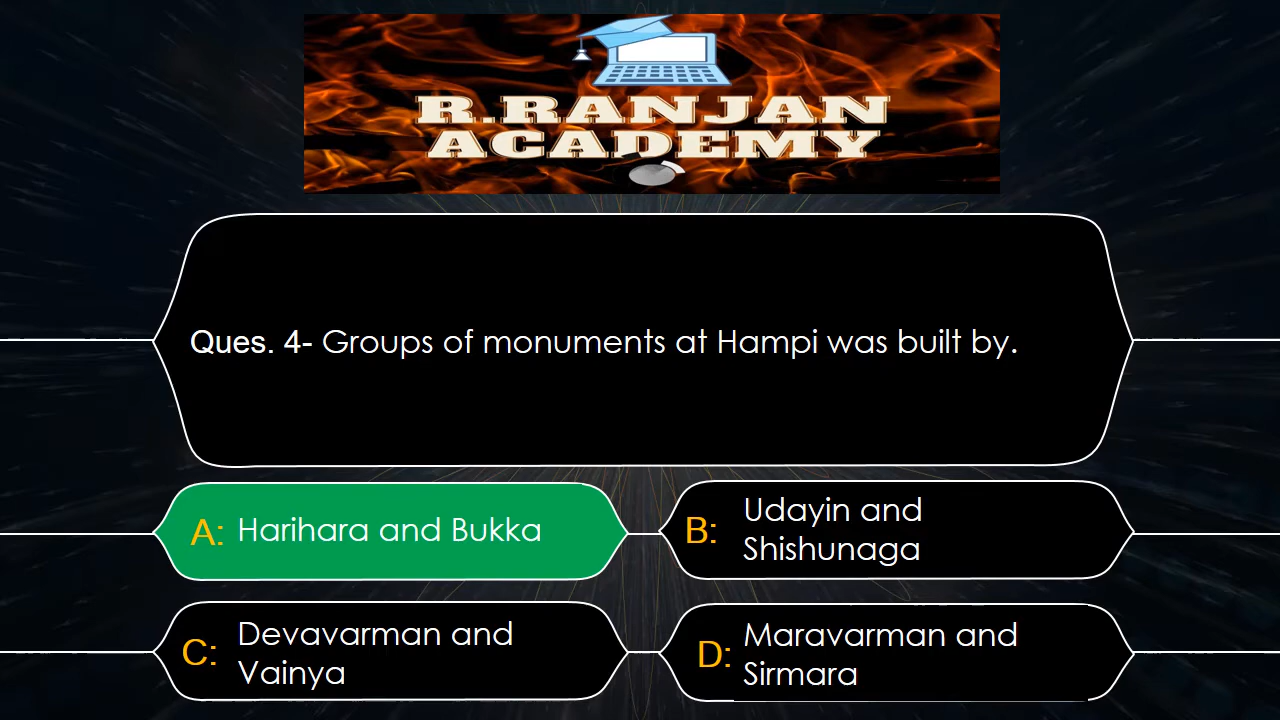 R.RANJAN
ACADEMY
Ques. 4- Groups of monuments at Hampi was built by.
A: Harihara and Bukka
B: Udayin and
Shishunaga
C: Devavarman and
Vainya
D: Maravarman and
Sirmara